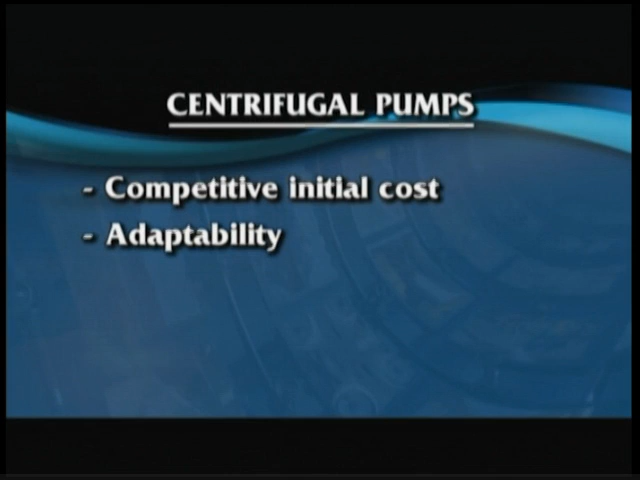 CENTRIFUGAL PUMPS
- Competitive initial cost
- Adaptability